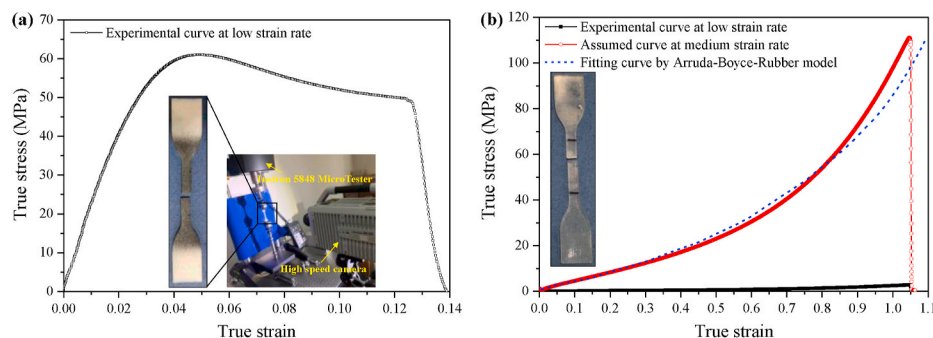 (a)
70
60
50
40
30
20
10
0
True stress (MPa)
Experimental curve at low strain rate
5848 MicroTester
High speed camera
0.00 0.02 0.04 0.06 0.08 0.10 0.12 0.14
True strain
(b)
120
100
80
60
40
20
0
True stress (MPa)
Experimental curve at low strain rate
Assumed curve at medium strain rate
Fitting curve by Arruda-Boyce-Rubber model
0.0 0.1 0.2 0.3 0.4 0.5 0.6 0.7 0.8 0.9 1.0 1.1
True strain